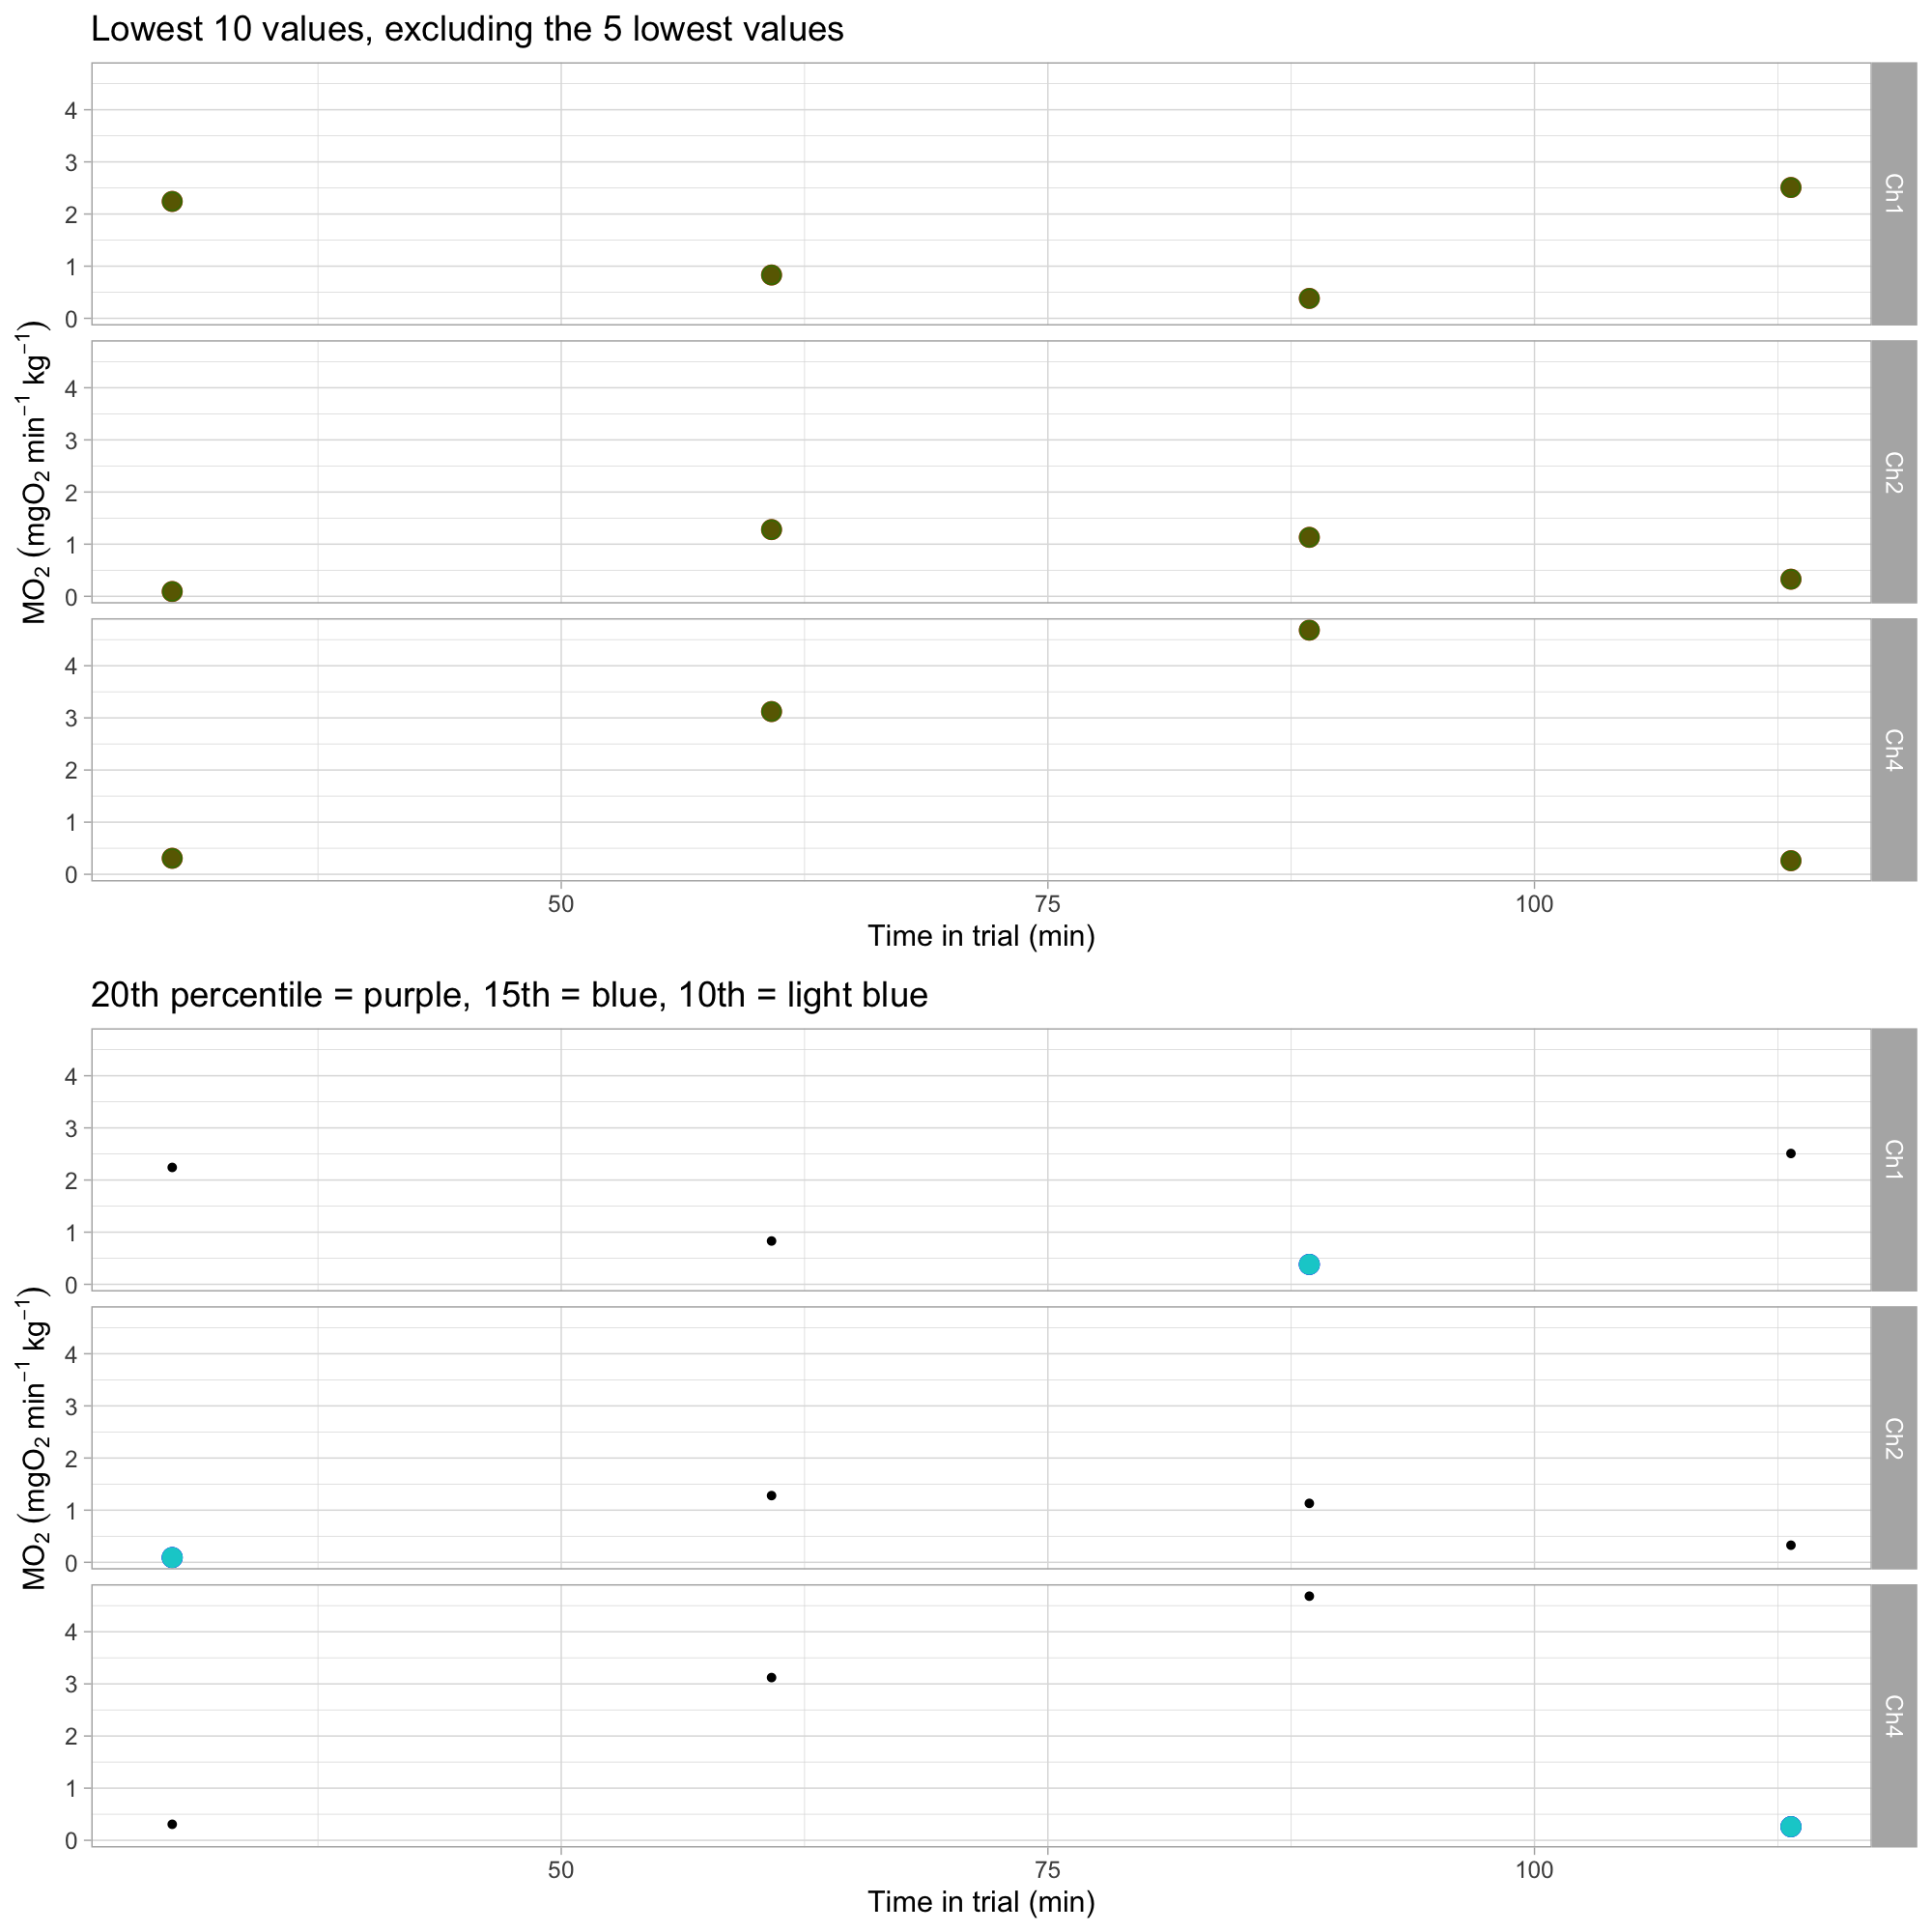 Lowest 10 values, excluding the 5 lowest values
4
3
2
1
0
Ch1
4
3
2
1
0
Ch2
4
3
2
1
0
Ch4
MO₂ (mgO₂ min⁻¹ kg⁻¹)
50 75 100
Time in trial (min)
20th percentile = purple, 15th = blue, 10th = light blue
4
3
2
1
0
Ch1
4
3
2
1
0
Ch2
4
3
2
1
0
Ch4
MO₂ (mgO₂ min⁻¹ kg⁻¹)
50 75 100
Time in trial (min)